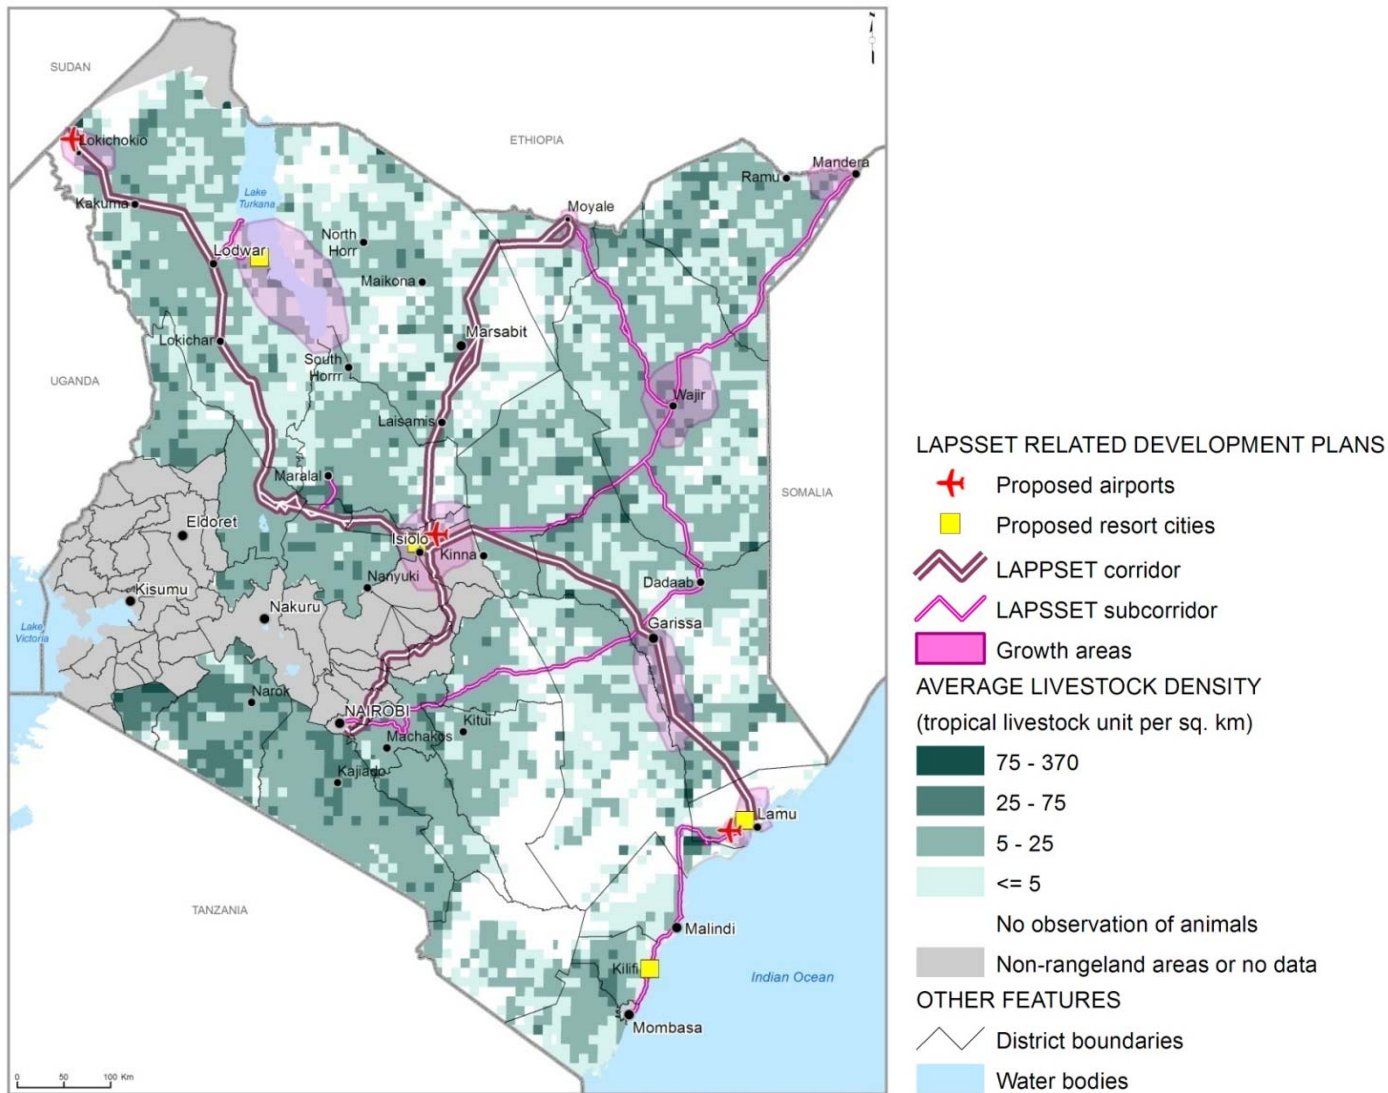 SUDAN
ETHIOPIA
Lokichokio
Mandera
Ramu
Kakuma
Lake
Turkana
Moyale
North
Horr
Lodwar
Maikona
Marsabit
Lokichar
South
Horrr
UGANDA
Wajir
Laisamis
Maralal
SOMALIA
Eldoret
Isiolo
Kinna
Nanyuki
Dadaab
Kisumu
Nakuru
Lake
Victoria
Garissa
Narok
NAIROBI
Kitui
Machakos
Kajiado
Lamu
TANZANIA
Malindi
Kilifi
Indian Ocean
Mombasa
0 50 100 Km
LAPSSET RELATED DEVELOPMENT PLANS
Proposed airports
Proposed resort cities
LAPPSET corridor
LAPSSET subcorridor
Growth areas
AVERAGE LIVESTOCK DENSITY
(tropical livestock unit per sq. km)
75 - 370
25 - 75
5 - 25
<= 5
No observation of animals
Non-rangeland areas or no data
OTHER FEATURES
District boundaries
Water bodies